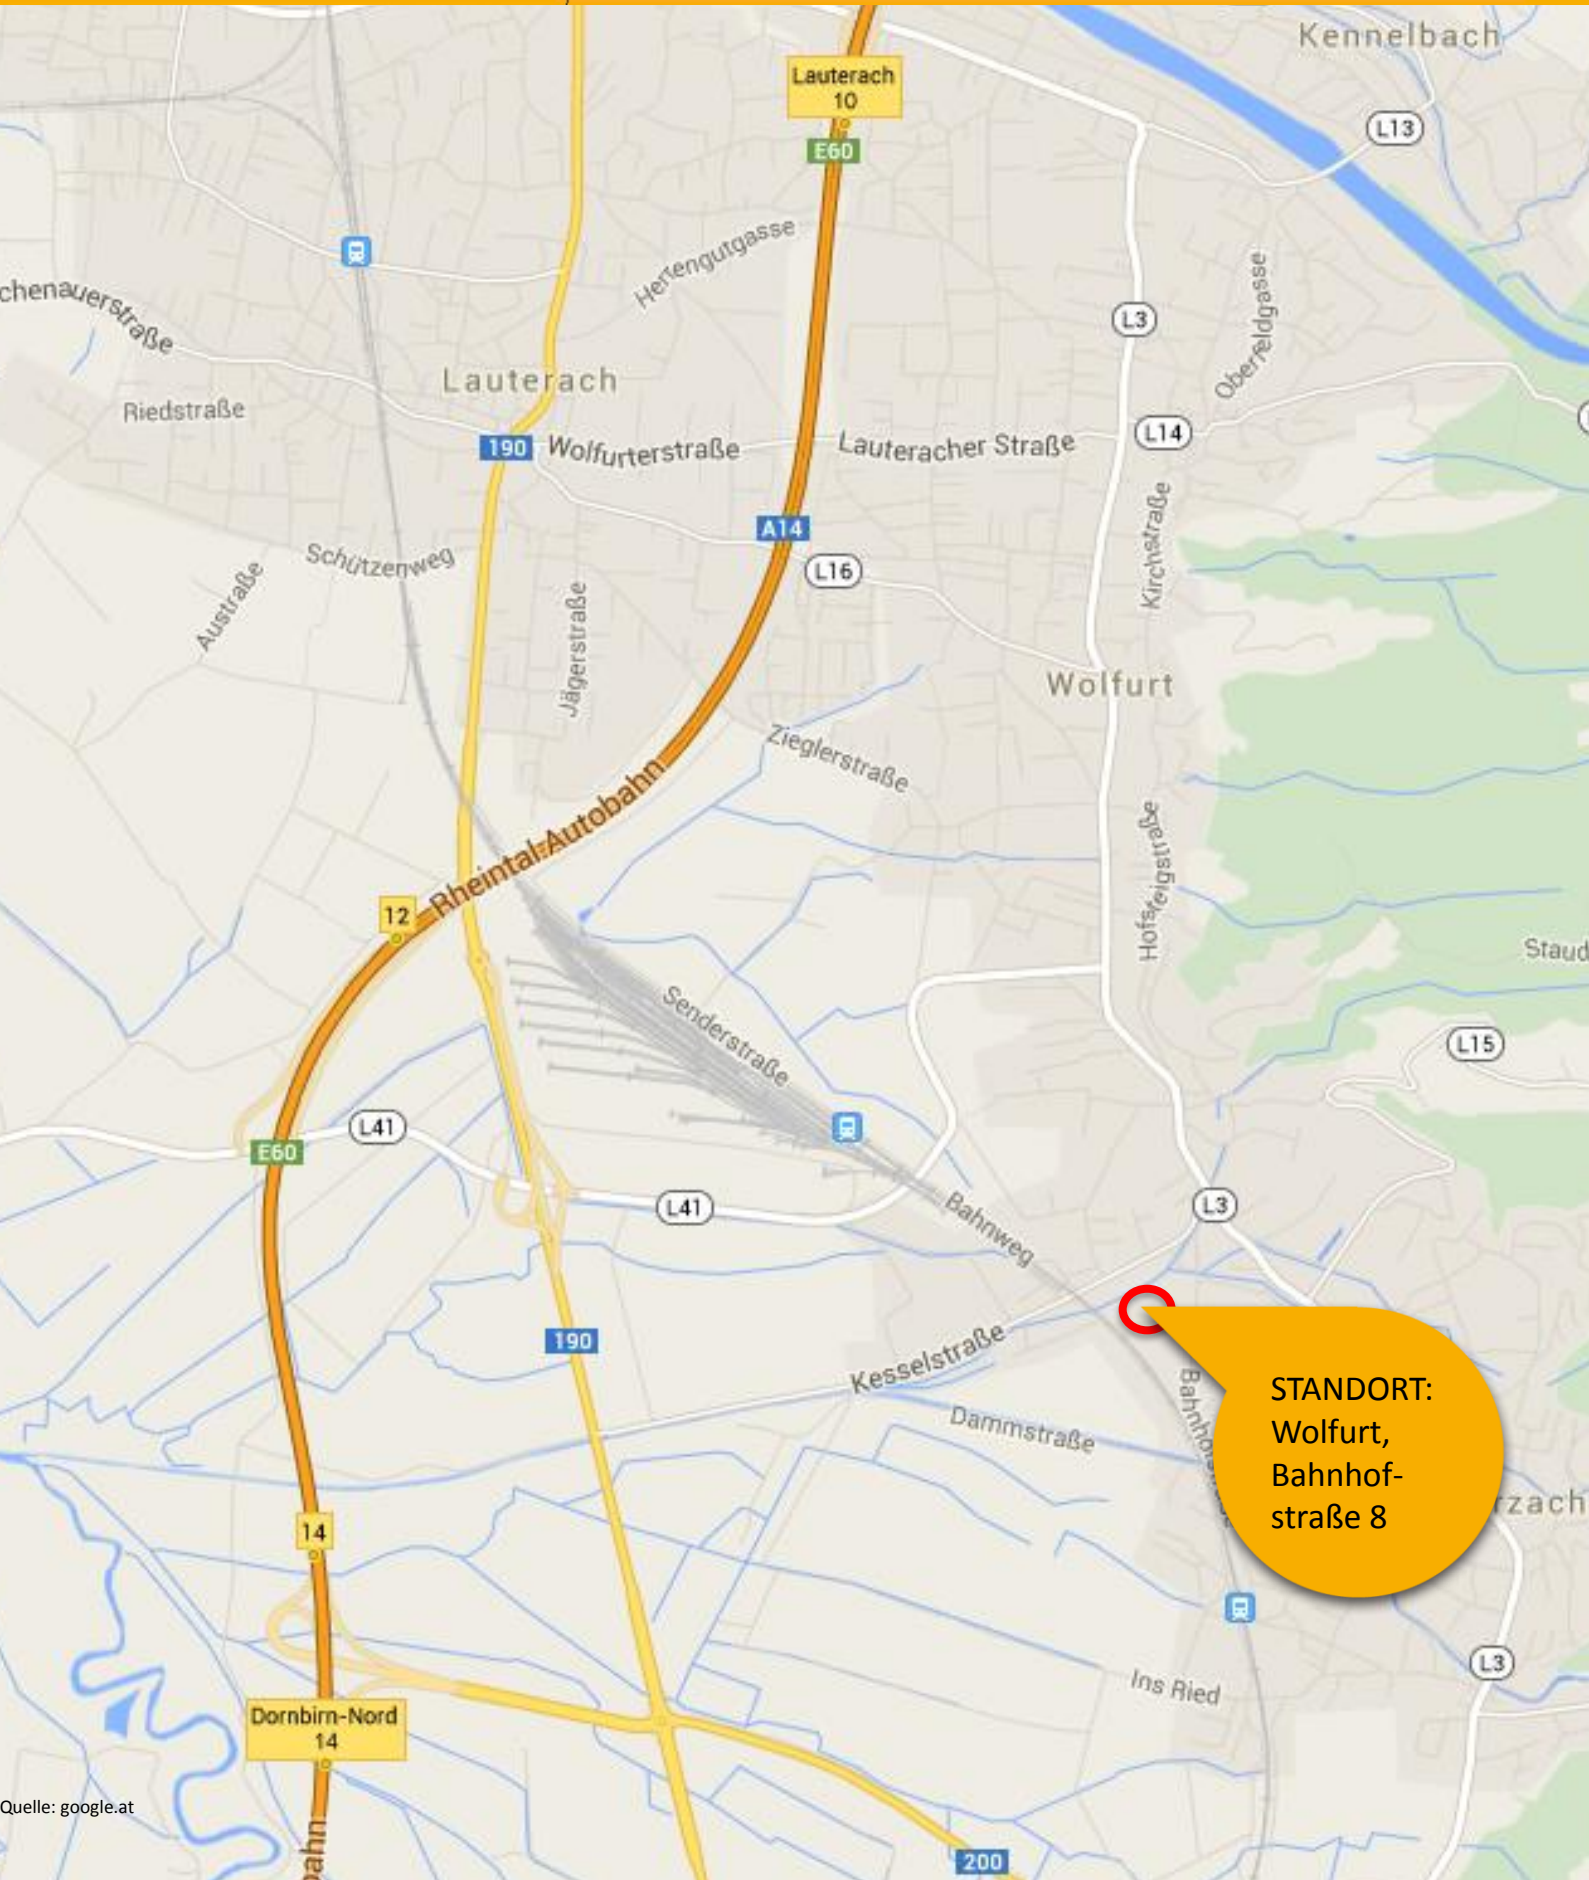 Kennelbach
Lauterach
10
L13
E60
Herrengutgasse
chenauerstraße
L3
Oberfeldgasse
Lauterach
Riedstraße
190
Wolfurterstraße
Lauteracher Straße
L14
A14
Kirchstraße
Schützenweg
L16
Austraße
Jägerstraße
Wolfurt
Zieglerstraße
Rheintal-Autobahn
Hofsteigstraße
12
Staud
Senderstraße
L15
L41
E60
L41
L3
Bahnweg
190
Kesselstraße
STANDORT:
Wolfurt,
Bahnhof-
straße 8
Dammstraße
rzach
14
L3
Ins Ried
Dornbirn-Nord
14
Quelle: google.at
bahn
200